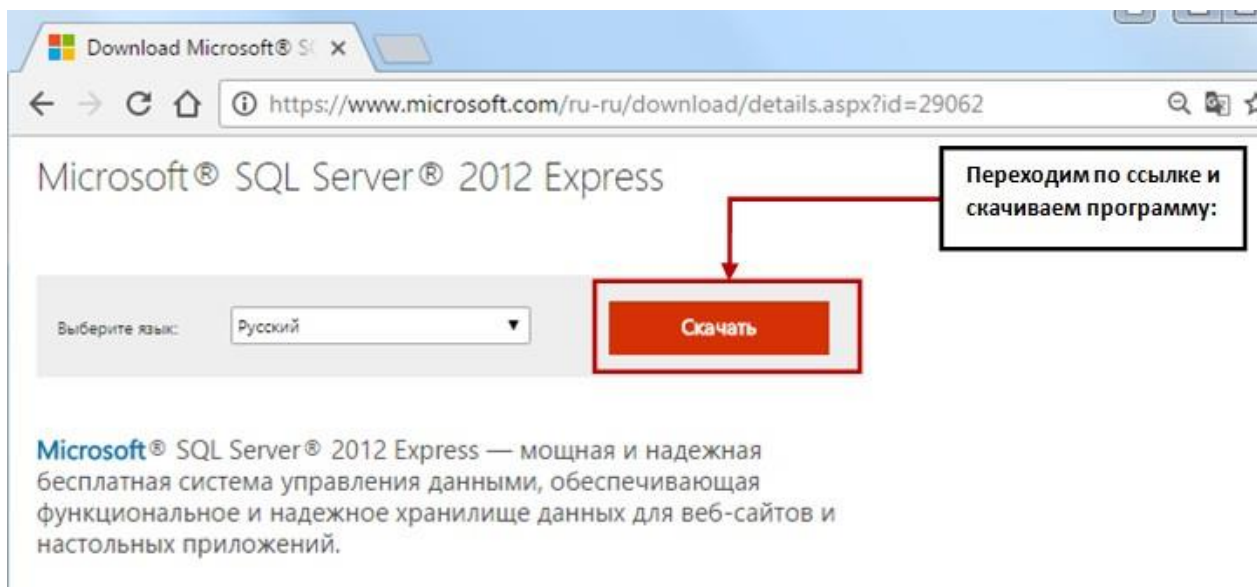 Download Microsoft® S
https://www.microsoft.com/ru-ru/download/details.aspx?id=29062
Microsoft® SQL Server® 2012 Express
Переходим по ссылке и
скачиваем программу:
Выберите язык:
Русский
Скачать
Microsoft® SQL Server® 2012 Express — мощная и надежная
бесплатная система управления данными, обеспечивающая
функциональное и надежное хранилище данных для веб-сайтов и
настольных приложений.